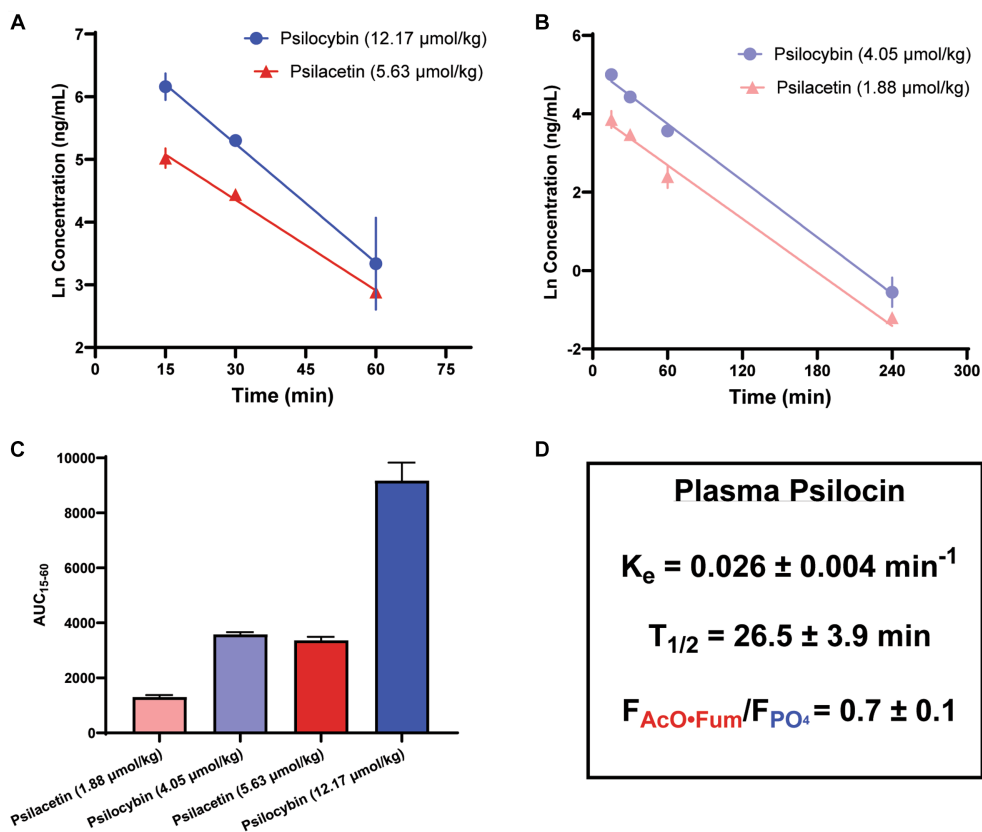 A
Psilocybin (12.17 µmol/kg)
Psilacetin (5.63 µmol/kg)
Ln Concentration (ng/mL)
7
6
5
4
3
2
0
15
30
45
60
75
Time (min)
B
Psilocybin (4.05 µmol/kg)
Psilacetin (1.88 µmol/kg)
Ln Concentration (ng/mL)
6
4
2
0
-2
0
60
120
180
240
300
Time (min)
C
AUC15-60
10000
8000
6000
4000
2000
0
Psilacetin (1.88 µmol/kg)
Psilocybin (4.05 µmol/kg)
Psilacetin (5.63 µmol/kg)
Psilocybin (12.17 µmol/kg)
D
Plasma Psilocin
Ke = 0.026 ± 0.004 min-1
T1/2 = 26.5 ± 3.9 min
FAcO•Fum/FPO4 = 0.7 ± 0.1